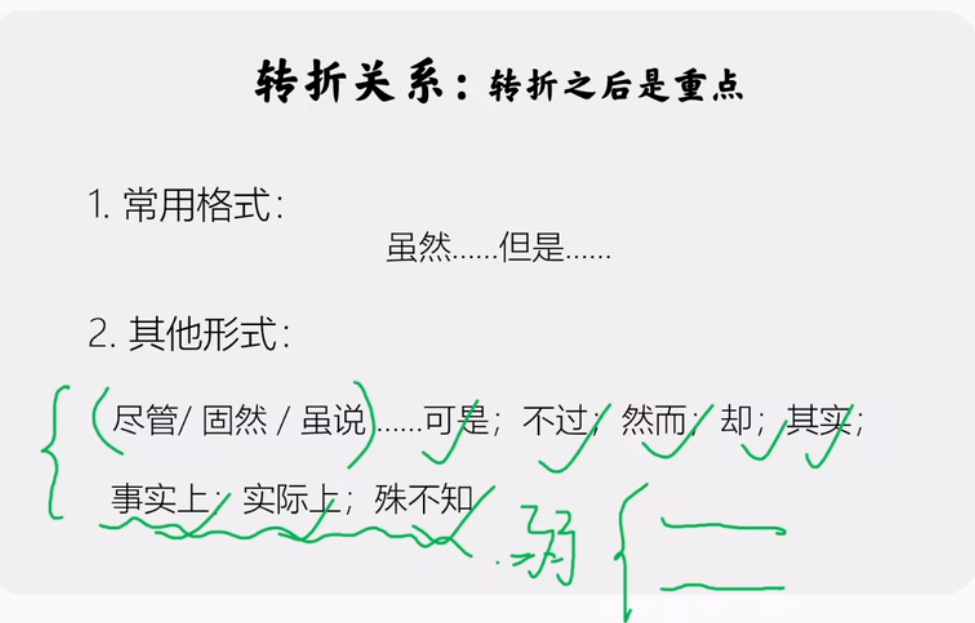 转折关系：转折之后是重点
1. 常用格式：
虽然......但是......
2. 其他形式：
尽管/ 固然 / 虽说......可是；不过；然而；却；其实；
事实上；实际上；殊不知
弱